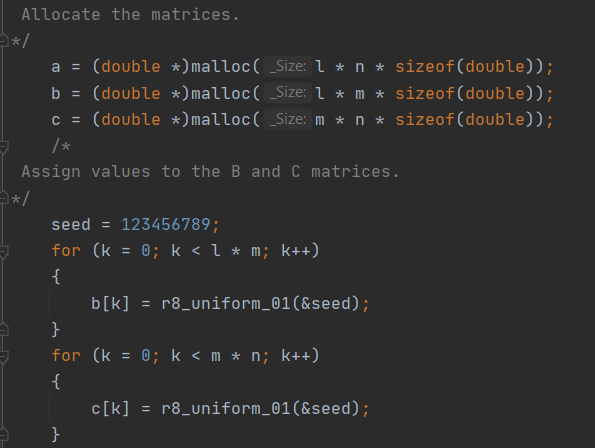 Allocate the matrices.
*/
a = (double *)malloc(_Size: l * n * sizeof(double));
b = (double *)malloc(_Size: l * m * sizeof(double));
c = (double *)malloc(_Size: m * n * sizeof(double));
/*
Assign values to the B and C matrices.
*/
seed = 123456789;
for (k = 0; k < l * m; k++)
{
b[k] = r8_uniform_01(&seed);
}
for (k = 0; k < m * n; k++)
{
c[k] = r8_uniform_01(&seed);
}